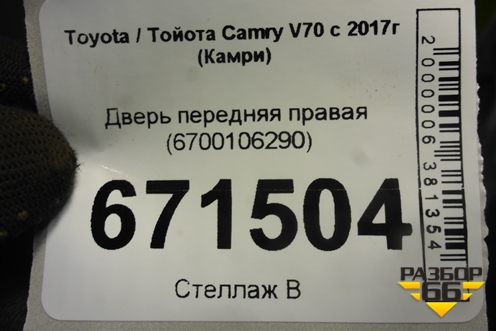 Toyota / Тойота Camry V70 с 2017г
(Камри)
Дверь передняя правая
(6700106290)
671504
Стеллаж В
2000006381354
РАЗБОР
66